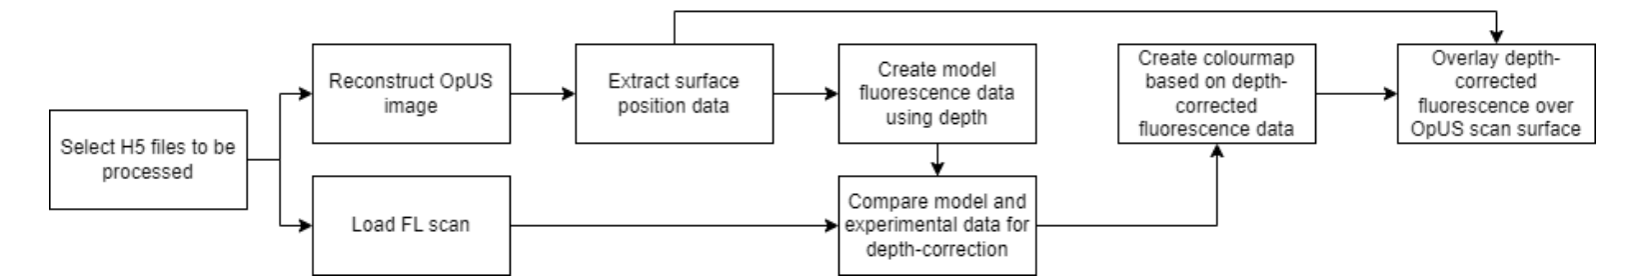 Select H5 files to be
processed
Reconstruct OpUS
image
Load FL scan
Extract surface
position data
Create model
fluorescence data
using depth
Compare model and
experimental data for
depth-correction
Create colourmap
based on depth-
corrected
fluorescence data
Overlay depth-
corrected
fluorescence over
OpUS scan surface